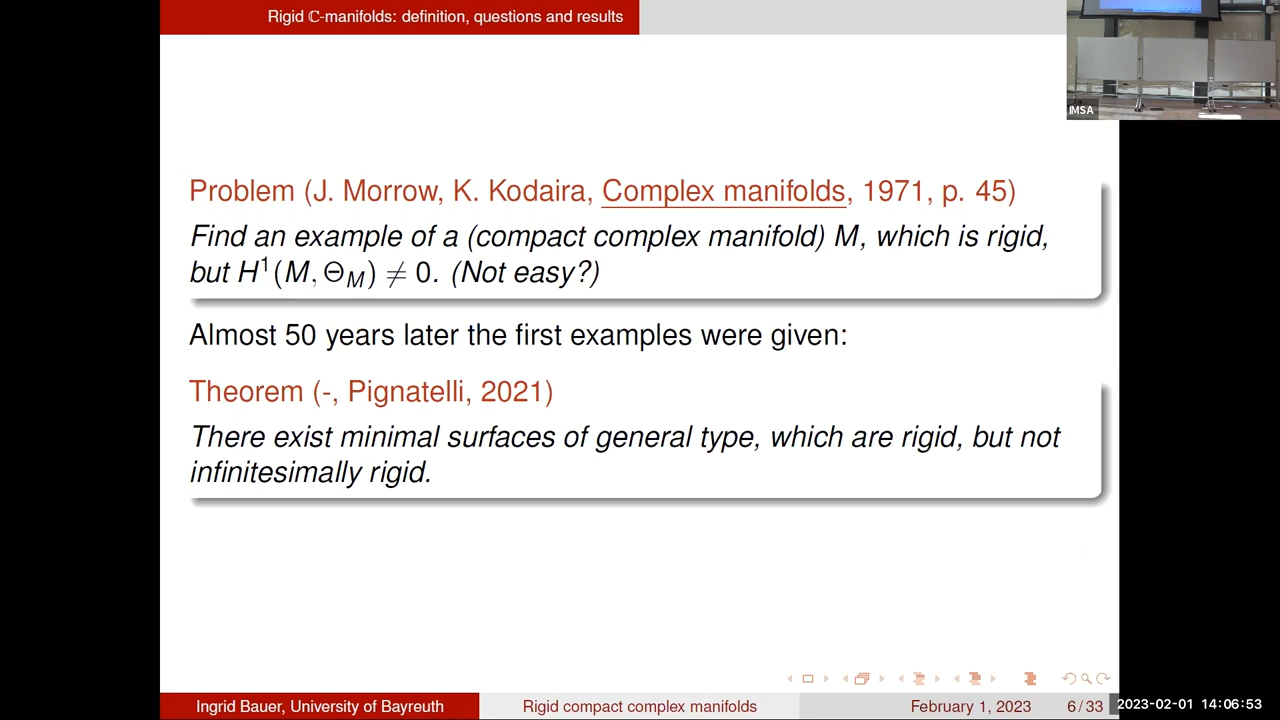 Rigid ℂ-manifolds: definition, questions and results
IMSA
Problem (J. Morrow, K. Kodaira, Complex manifolds, 1971, p. 45)
Find an example of a (compact complex manifold) M, which is rigid,
but H¹(M, Θ_M) ≠ 0. (Not easy?)
Almost 50 years later the first examples were given:
Theorem (-, Pignatelli, 2021)
There exist minimal surfaces of general type, which are rigid, but not
infinitesimally rigid.
Ingrid Bauer, University of Bayreuth
Rigid compact complex manifolds
February 1, 2023
6 / 33
2023-02-01 14:06:53